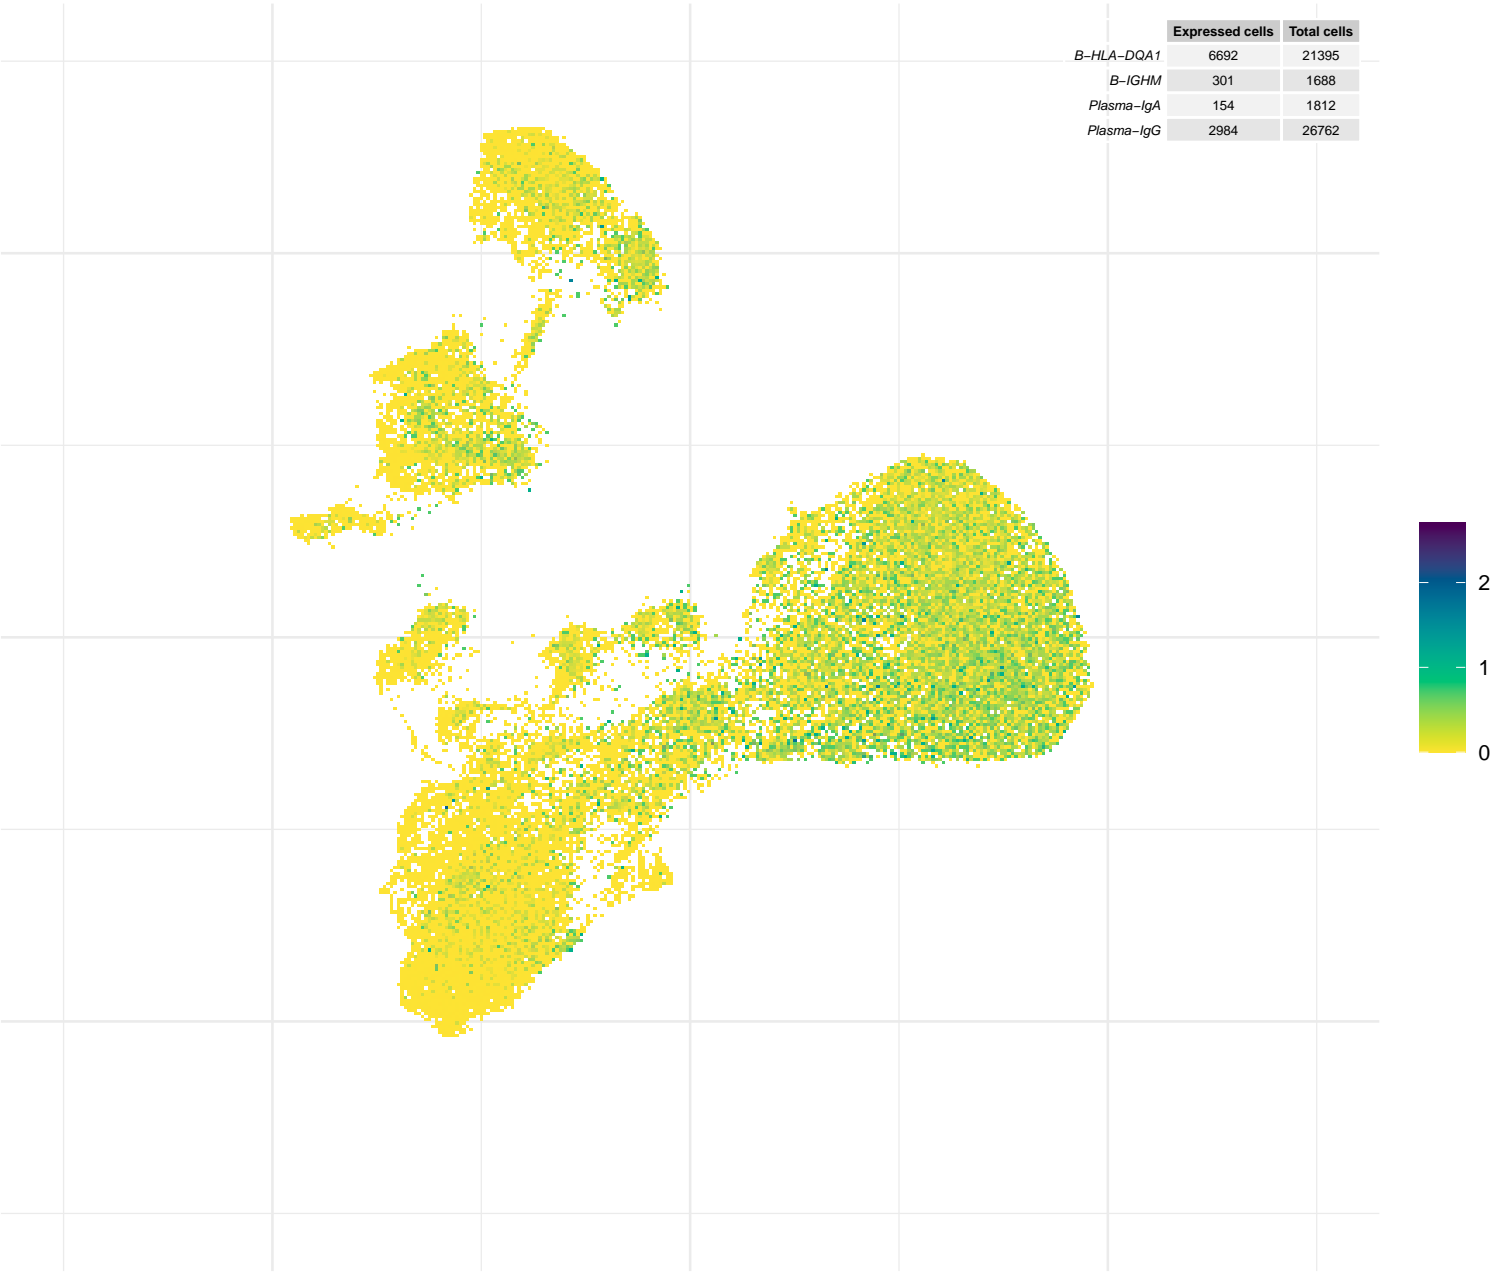 Expressed cells Total cells
B−HLA−DQA1 6692 21395
B−IGHM 301 1688
Plasma−IgA 154 1812
Plasma−IgG 2984 26762
2
1
0